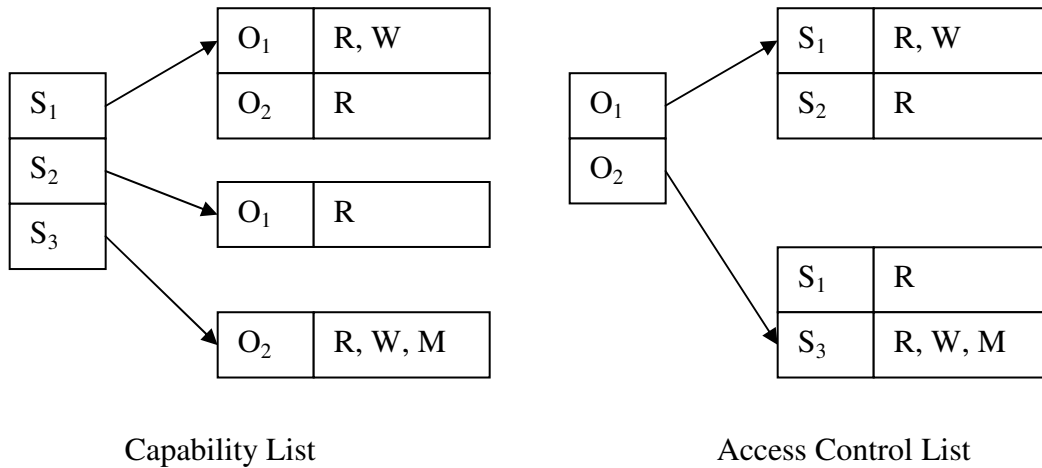 S₁
S₂
S₃
O₁ R, W
O₂ R
O₁ R
O₂ R, W, M
Capability List
O₁
O₂
S₁ R, W
S₂ R
S₁ R
S₃ R, W, M
Access Control List